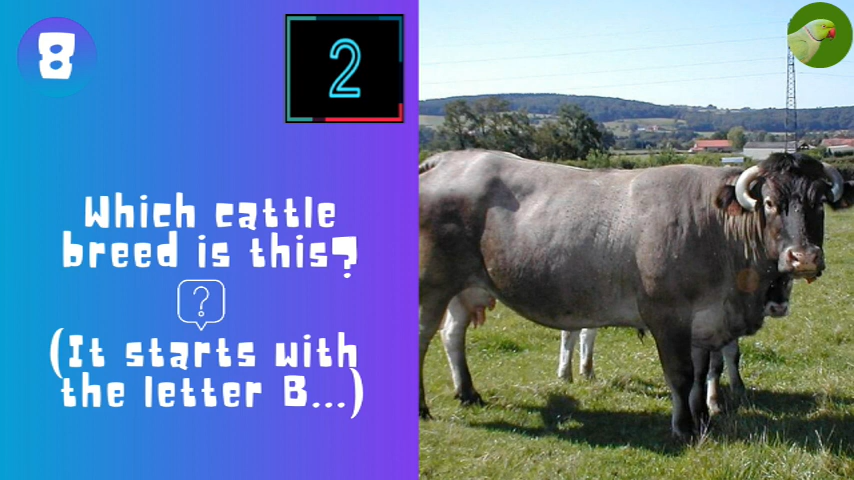 8
2
Which cattle
breed is this?
?
(It starts with
the letter B...)